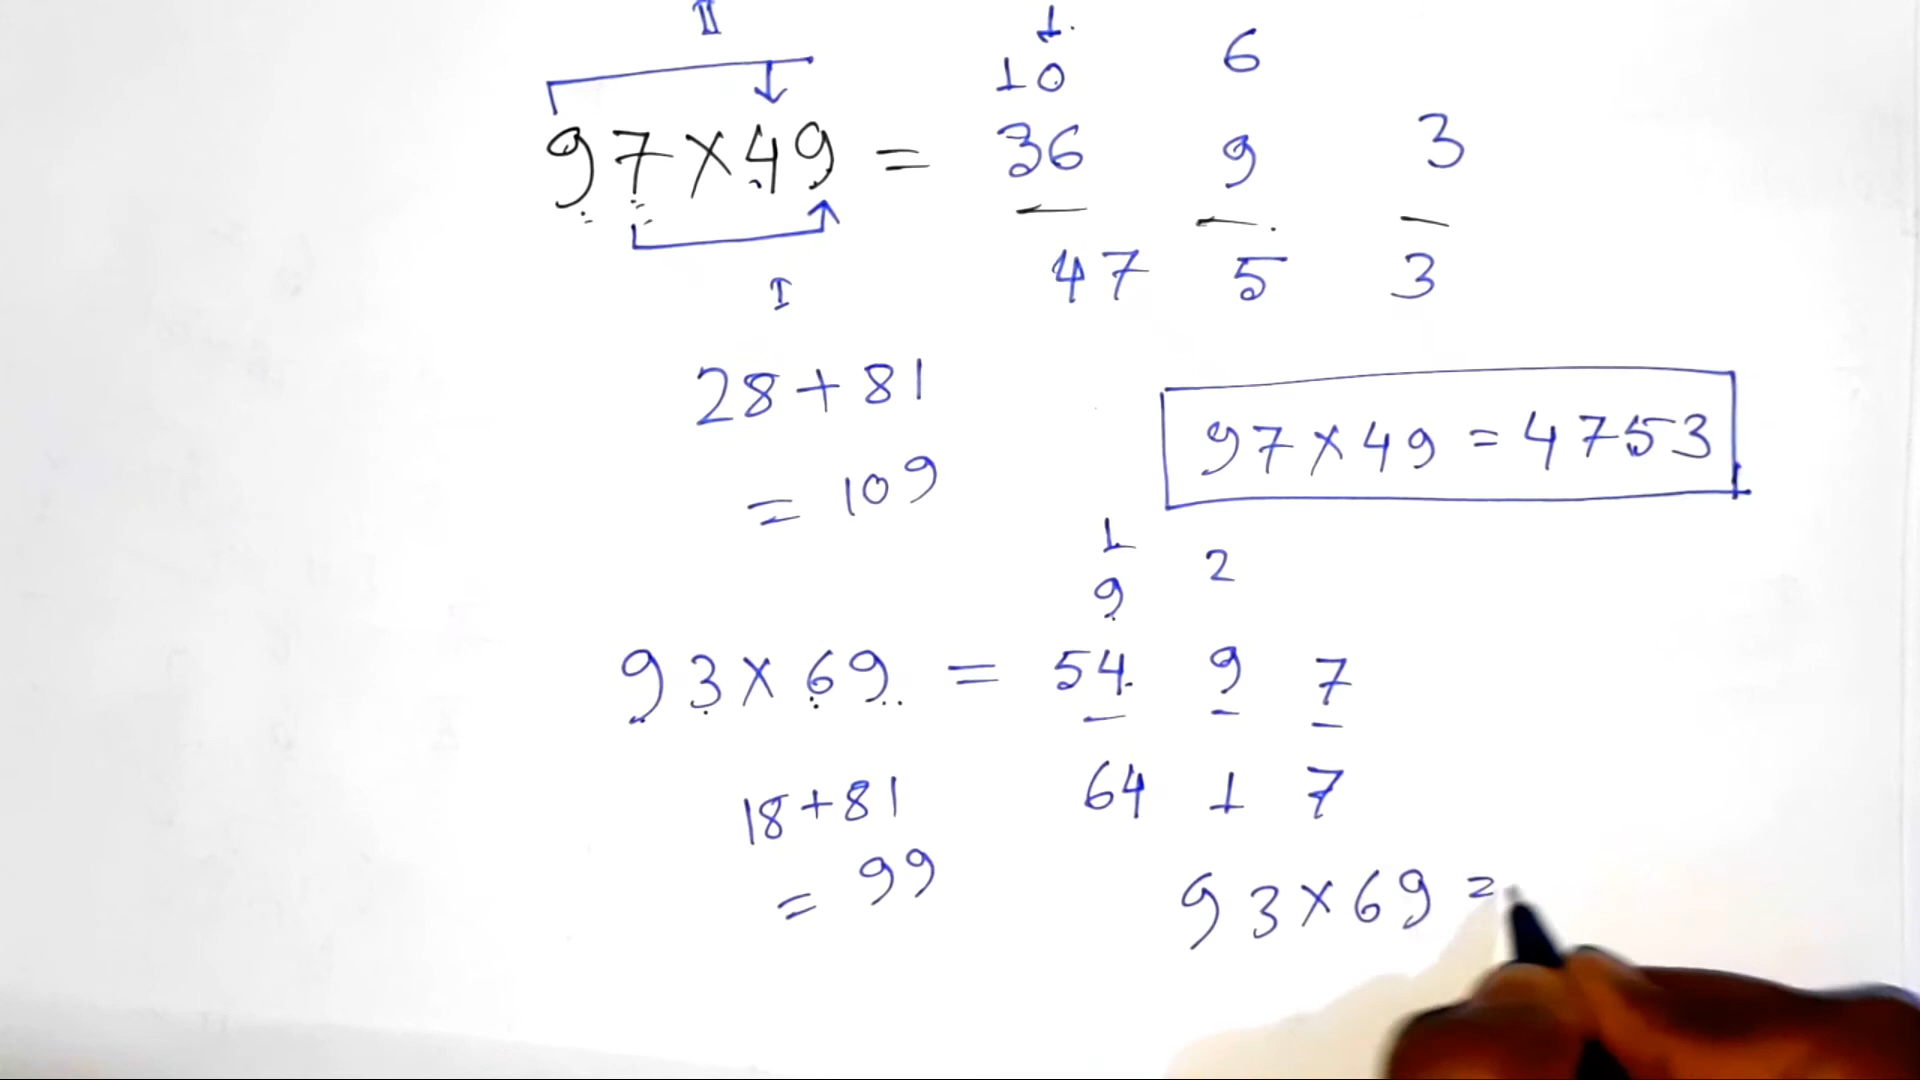 II 1
10 6
97×49 = 36 9 3
47 5 3
I
28+81
= 109
97×49 = 4753
1
9 2
93×69 = 54 9 7
64 1 7
18+81
= 99
93×69 =